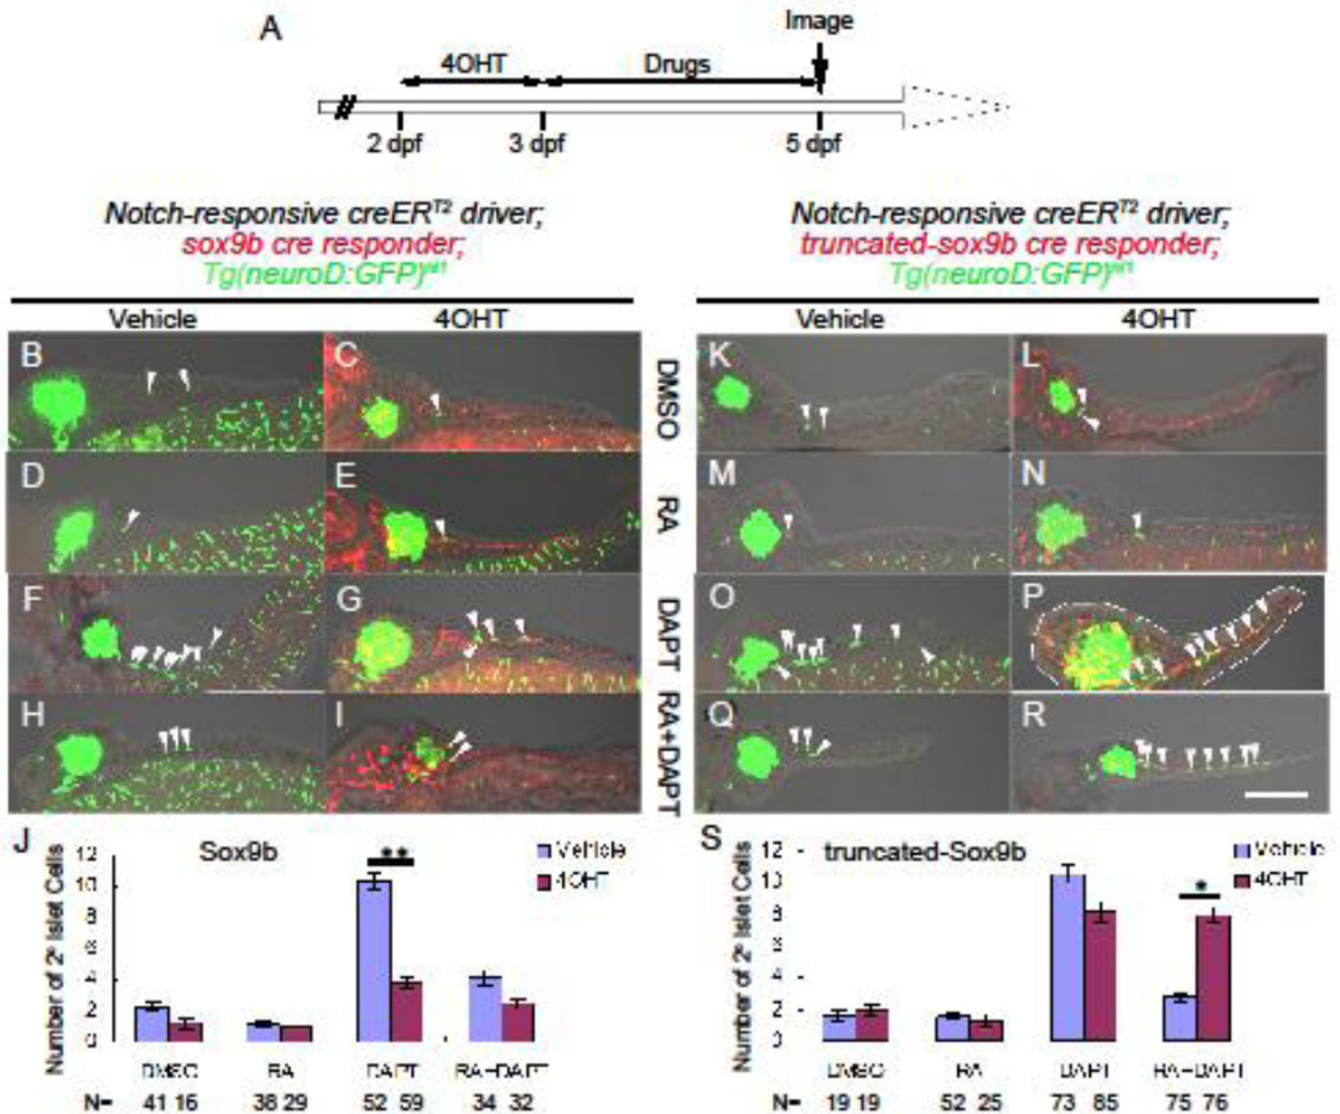 A
Image
4OHT
Drugs
2 dpf
3 dpf
5 dpf
Notch-responsive creERT2 driver;
sox9b cre responder;
Tg(neuroD:GFP)
Vehicle
4OHT
Notch-responsive creERT2 driver;
truncated-sox9b cre responder;
Tg(neuroD:GFP)
Vehicle
4OHT
B
C
DMSO
K
L
D
E
RA
M
N
F
G
DAPT
O
P
H
I
RA+DAPT
Q
R
J
Sox9b
Number of 2º Islet Cells
12
10
8
6
4
2
0
**
Vehicle
4OHT
DMSO
RA
DAPT
RA+DAPT
N= 41 16 38 29 52 59 34 32
S
truncated-Sox9b
Number of 2º Islet Cells
12
10
8
6
4
2
0
*
Vehicle
4OHT
DMSO
RA
DAPT
RA+DAPT
N= 19 19 52 25 73 85 75 76